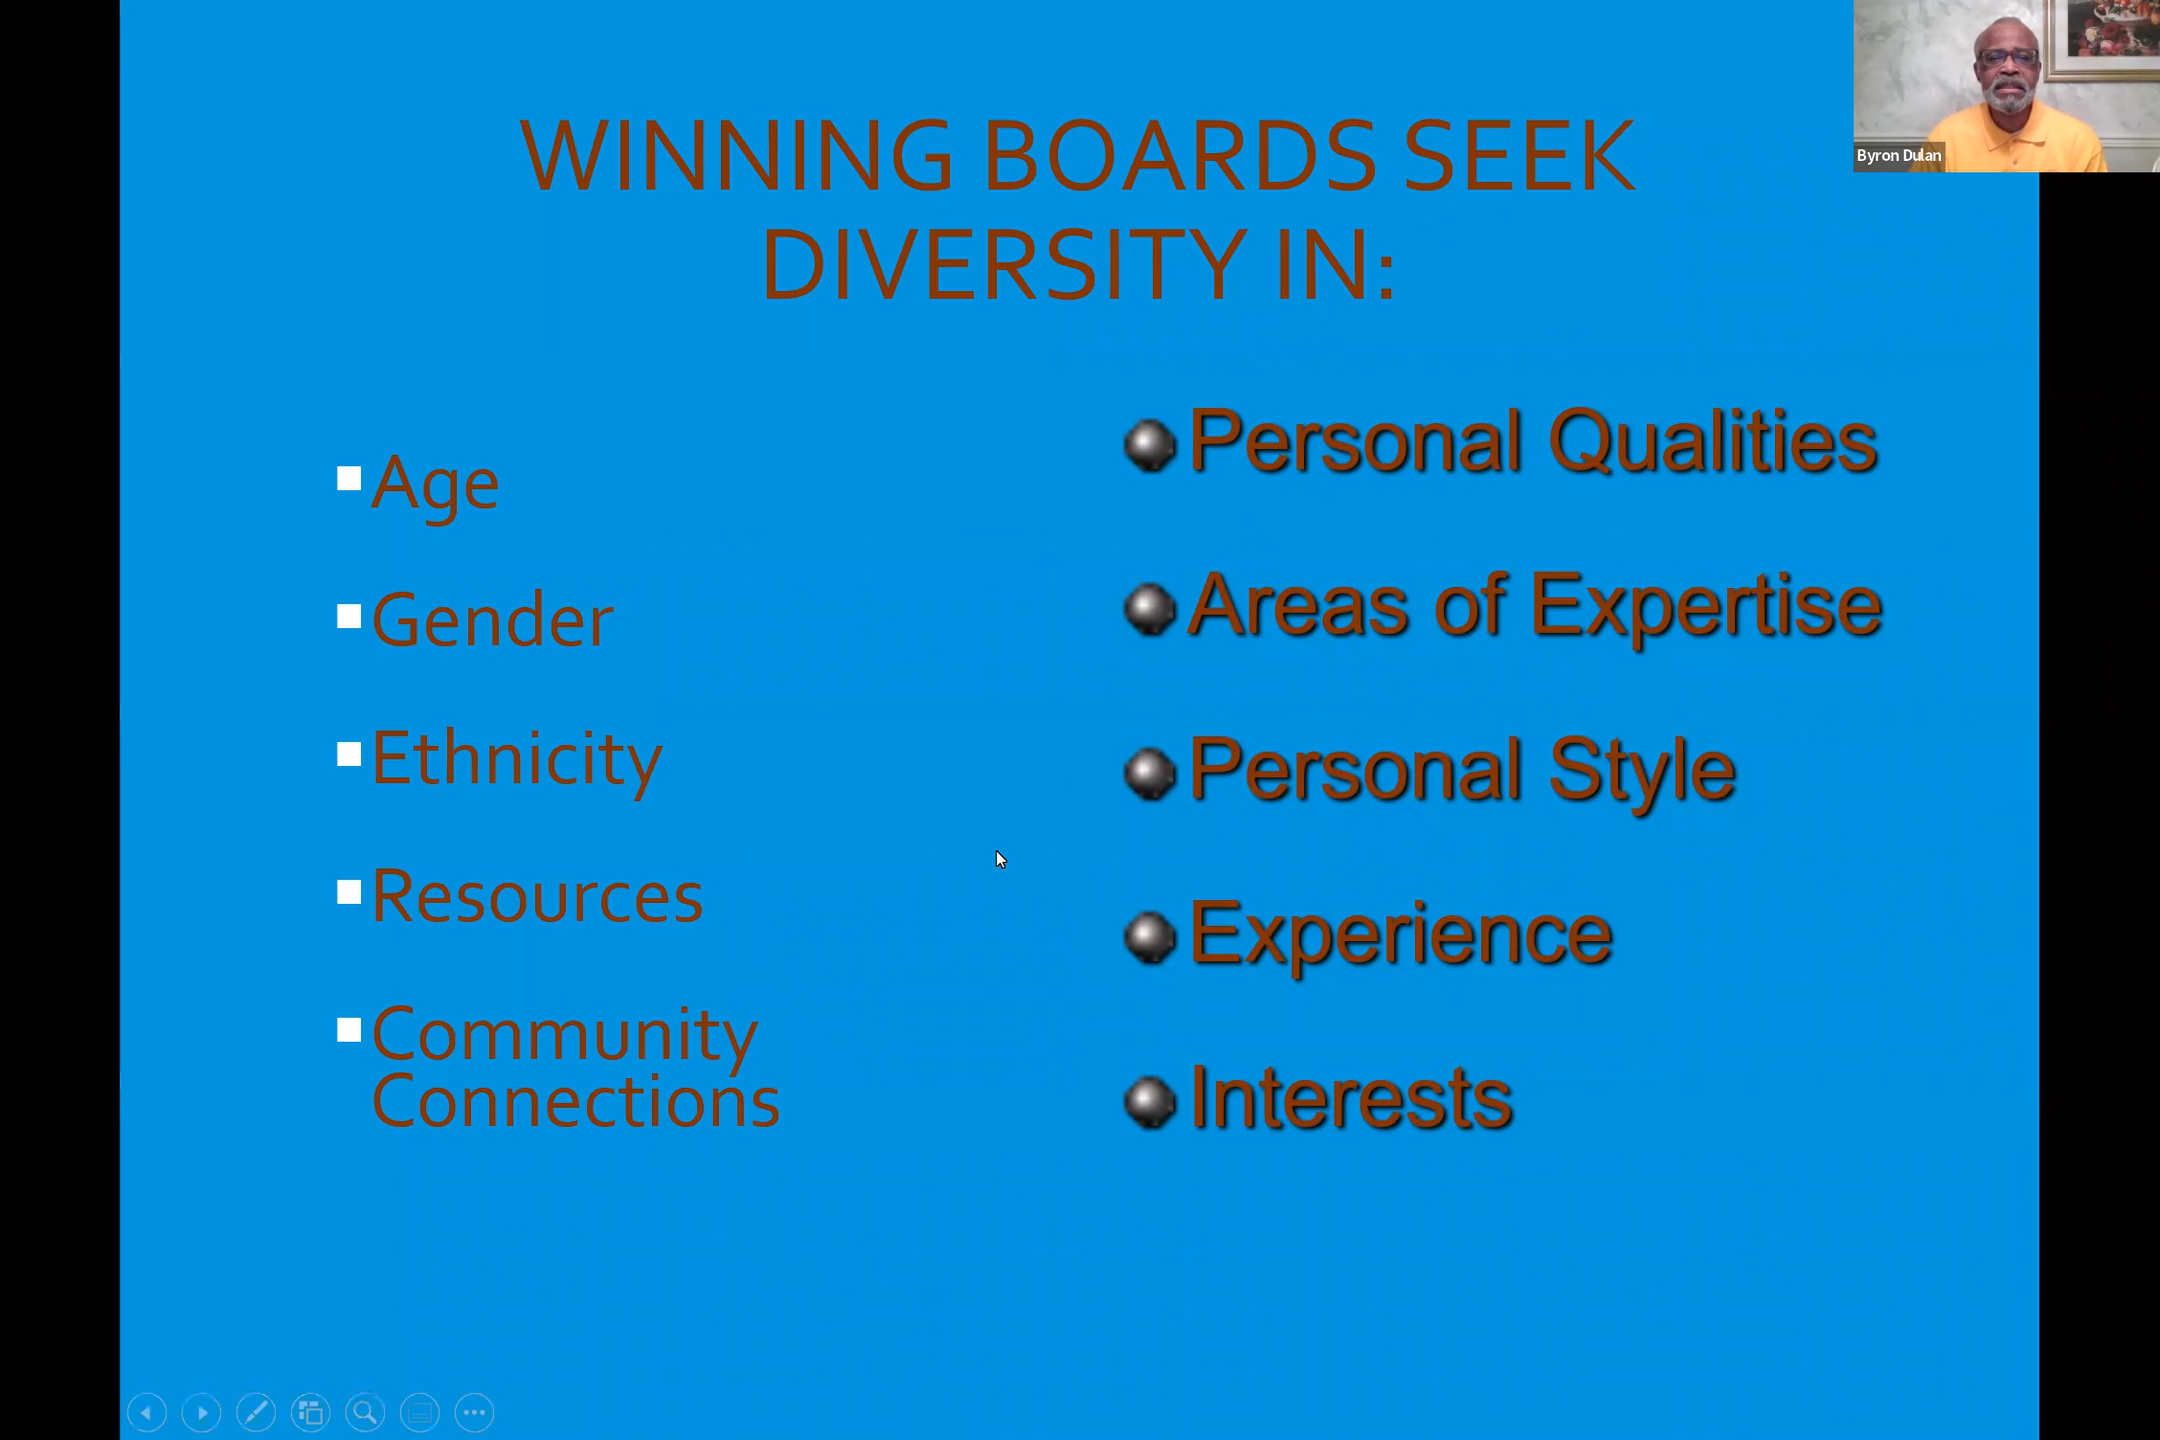 WINNING BOARDS SEEK
DIVERSITY IN:
Age
Gender
Ethnicity
Resources
Community
Connections
Personal Qualities
Areas of Expertise
Personal Style
Experience
Interests
Byron Dulan